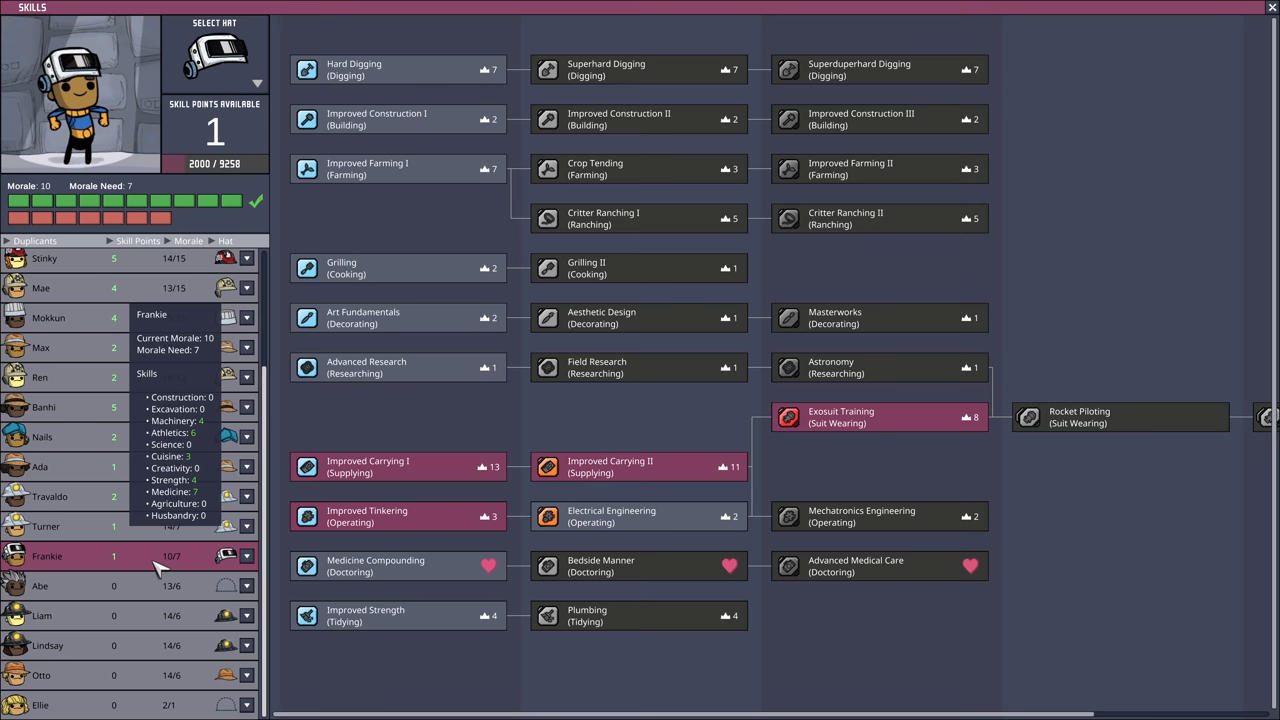 SKILLS
SELECT HAT
SKILL POINTS AVAILABLE
1
2000 / 9258
Morale: 10 Morale Need: 7
Duplicants Skill Points Morale Hat
Stinky 5 14/15
Mae 4 13/15
Mokkun 4
Max 2
Ren 2
Banhi 5
Nails 2
Ada 1
Travaldo 2
Turner 1 14/7
Frankie 1 10/7
Abe 0 13/6
Liam 0 14/6
Lindsay 0 14/6
Otto 0 14/6
Ellie 0 2/1
Frankie
Current Morale: 10
Morale Need: 7
Skills
• Construction: 0
• Excavation: 0
• Machinery: 4
• Athletics: 6
• Science: 0
• Cuisine: 3
• Creativity: 0
• Strength: 4
• Medicine: 7
• Agriculture: 0
• Husbandry: 0
Hard Digging
(Digging)
7
Superhard Digging
(Digging)
7
Superduperhard Digging
(Digging)
7
Improved Construction I
(Building)
2
Improved Construction II
(Building)
2
Improved Construction III
(Building)
2
Improved Farming I
(Farming)
7
Crop Tending
(Farming)
3
Improved Farming II
(Farming)
3
Critter Ranching I
(Ranching)
5
Critter Ranching II
(Ranching)
5
Grilling
(Cooking)
2
Grilling II
(Cooking)
1
Art Fundamentals
(Decorating)
2
Aesthetic Design
(Decorating)
1
Masterworks
(Decorating)
1
Advanced Research
(Researching)
1
Field Research
(Researching)
1
Astronomy
(Researching)
1
Exosuit Training
(Suit Wearing)
8
Rocket Piloting
(Suit Wearing)
Improved Carrying I
(Supplying)
13
Improved Carrying II
(Supplying)
11
Improved Tinkering
(Operating)
3
Electrical Engineering
(Operating)
2
Mechatronics Engineering
(Operating)
2
Medicine Compounding
(Doctoring)
Bedside Manner
(Doctoring)
Advanced Medical Care
(Doctoring)
Improved Strength
(Tidying)
4
Plumbing
(Tidying)
4